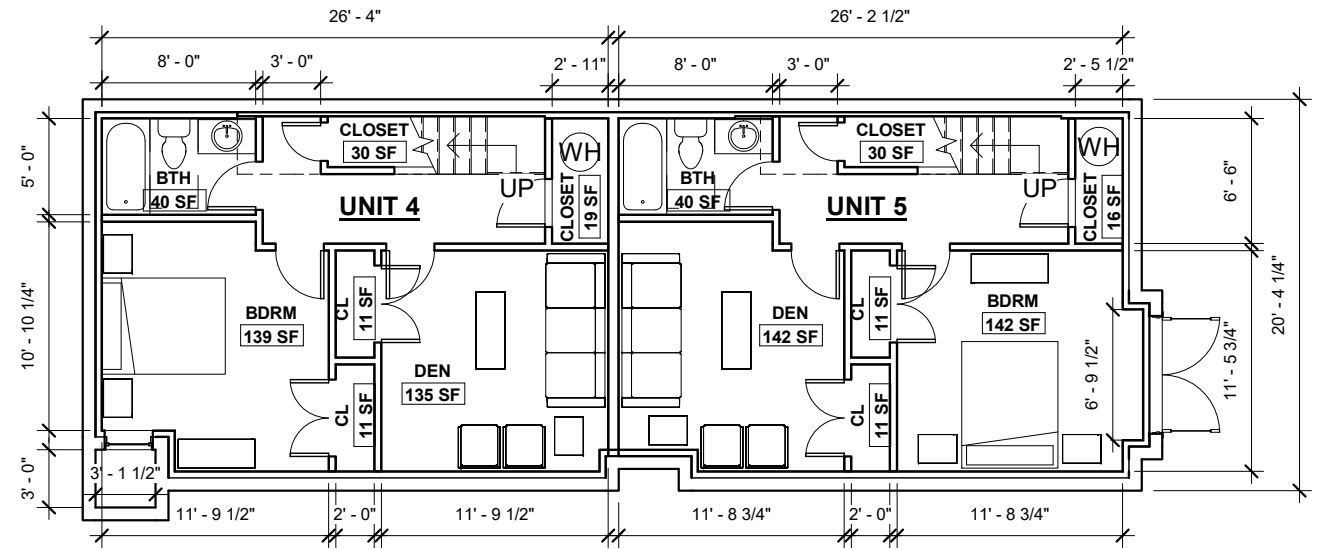 26' - 4"
26' - 2 1/2"
8' - 0"
3' - 0"
2' - 11"
8' - 0"
3' - 0"
2' - 5 1/2"
CLOSET
30 SF
CLOSET
30 SF
WH
WH
5' - 0"
BTH
40 SF
UP
CLOSET
19 SF
BTH
40 SF
UP
CLOSET
16 SF
6' - 6"
UNIT 4
UNIT 5
10' - 10 1/4"
BDRM
139 SF
CL
11 SF
DEN
142 SF
CL
11 SF
BDRM
142 SF
20' - 4 1/4"
DEN
135 SF
6' - 9 1/2"
11' - 5 3/4"
CL
11 SF
CL
11 SF
3' - 0"
3' - 1 1/2"
11' - 9 1/2"
2' - 0"
11' - 9 1/2"
11' - 8 3/4"
2' - 0"
11' - 8 3/4"